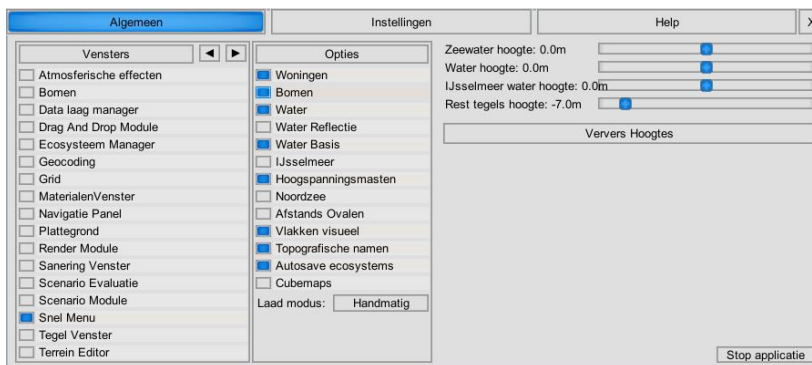 Algemeen
Instellingen
Help
X
Vensters
Atmosferische effecten
Bomen
Data laag manager
Drag And Drop Module
Ecosysteem Manager
Geocoding
Grid
MaterialenVenster
Navigatie Panel
Plattegrond
Render Module
Sanering Venster
Scenario Evaluatie
Scenario Module
Snel Menu
Tegel Venster
Terrein Editor
Opties
Woningen
Bomen
Water
Water Reflectie
Water Basis
IJsselmeer
Hoogspanningsmasten
Noordzee
Afstands Ovalen
Vlakken visueel
Topografische namen
Autosave ecosystems
Cubemaps
Laad modus: Handmatig
Zeewater hoogte: 0.0m
Water hoogte: 0.0m
IJsselmeer water hoogte: 0.0m
Rest tegels hoogte: -7.0m
Ververs Hoogtes
Stop applicatie